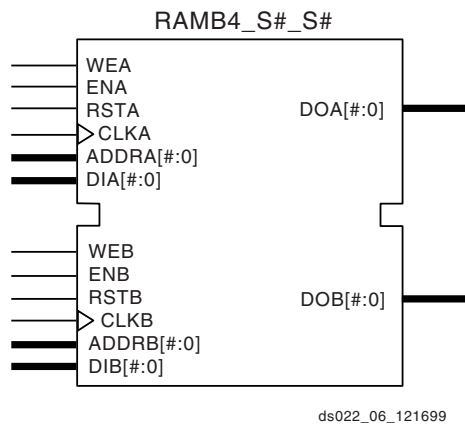 RAMB4_S#_S#
WEA
ENA
RSTA
CLKA
ADDRA[#:0]
DIA[#:0]
DOA[#:0]
WEB
ENB
RSTB
CLKB
ADDRB[#:0]
DIB[#:0]
DOB[#:0]
ds022_06_121699